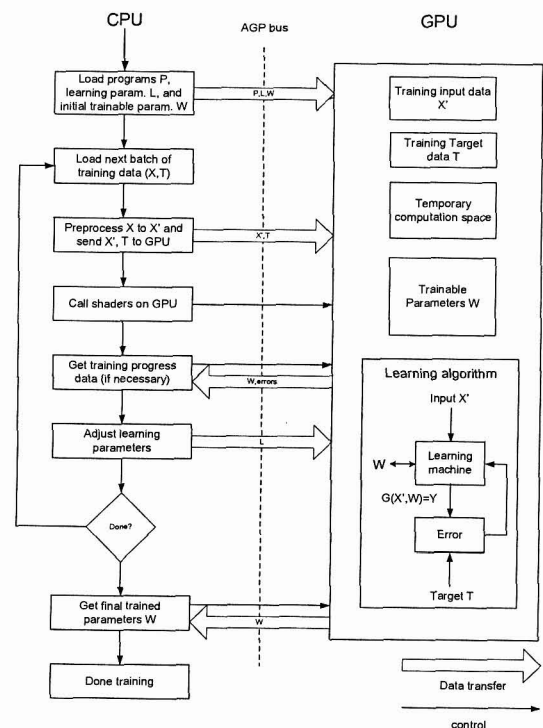 CPU
AGP bus
GPU
Load programs P,
learning param. L, and
initial trainable param. W
P,L,W
Load next batch of
training data (X,T)
Preprocess X to X' and
send X', T to GPU
X',T
Call shaders on GPU
Get training progress
data (if necessary)
W,errors
Adjust learning
parameters
L
Done?
Get final trained
parameters W
W
Done training
Training input data
X'
Training Target
data T
Temporary
computation space
Trainable
Parameters W
Learning algorithm
Input X'
Learning
machine
W
G(X',W)=Y
Error
Target T
Data transfer
control